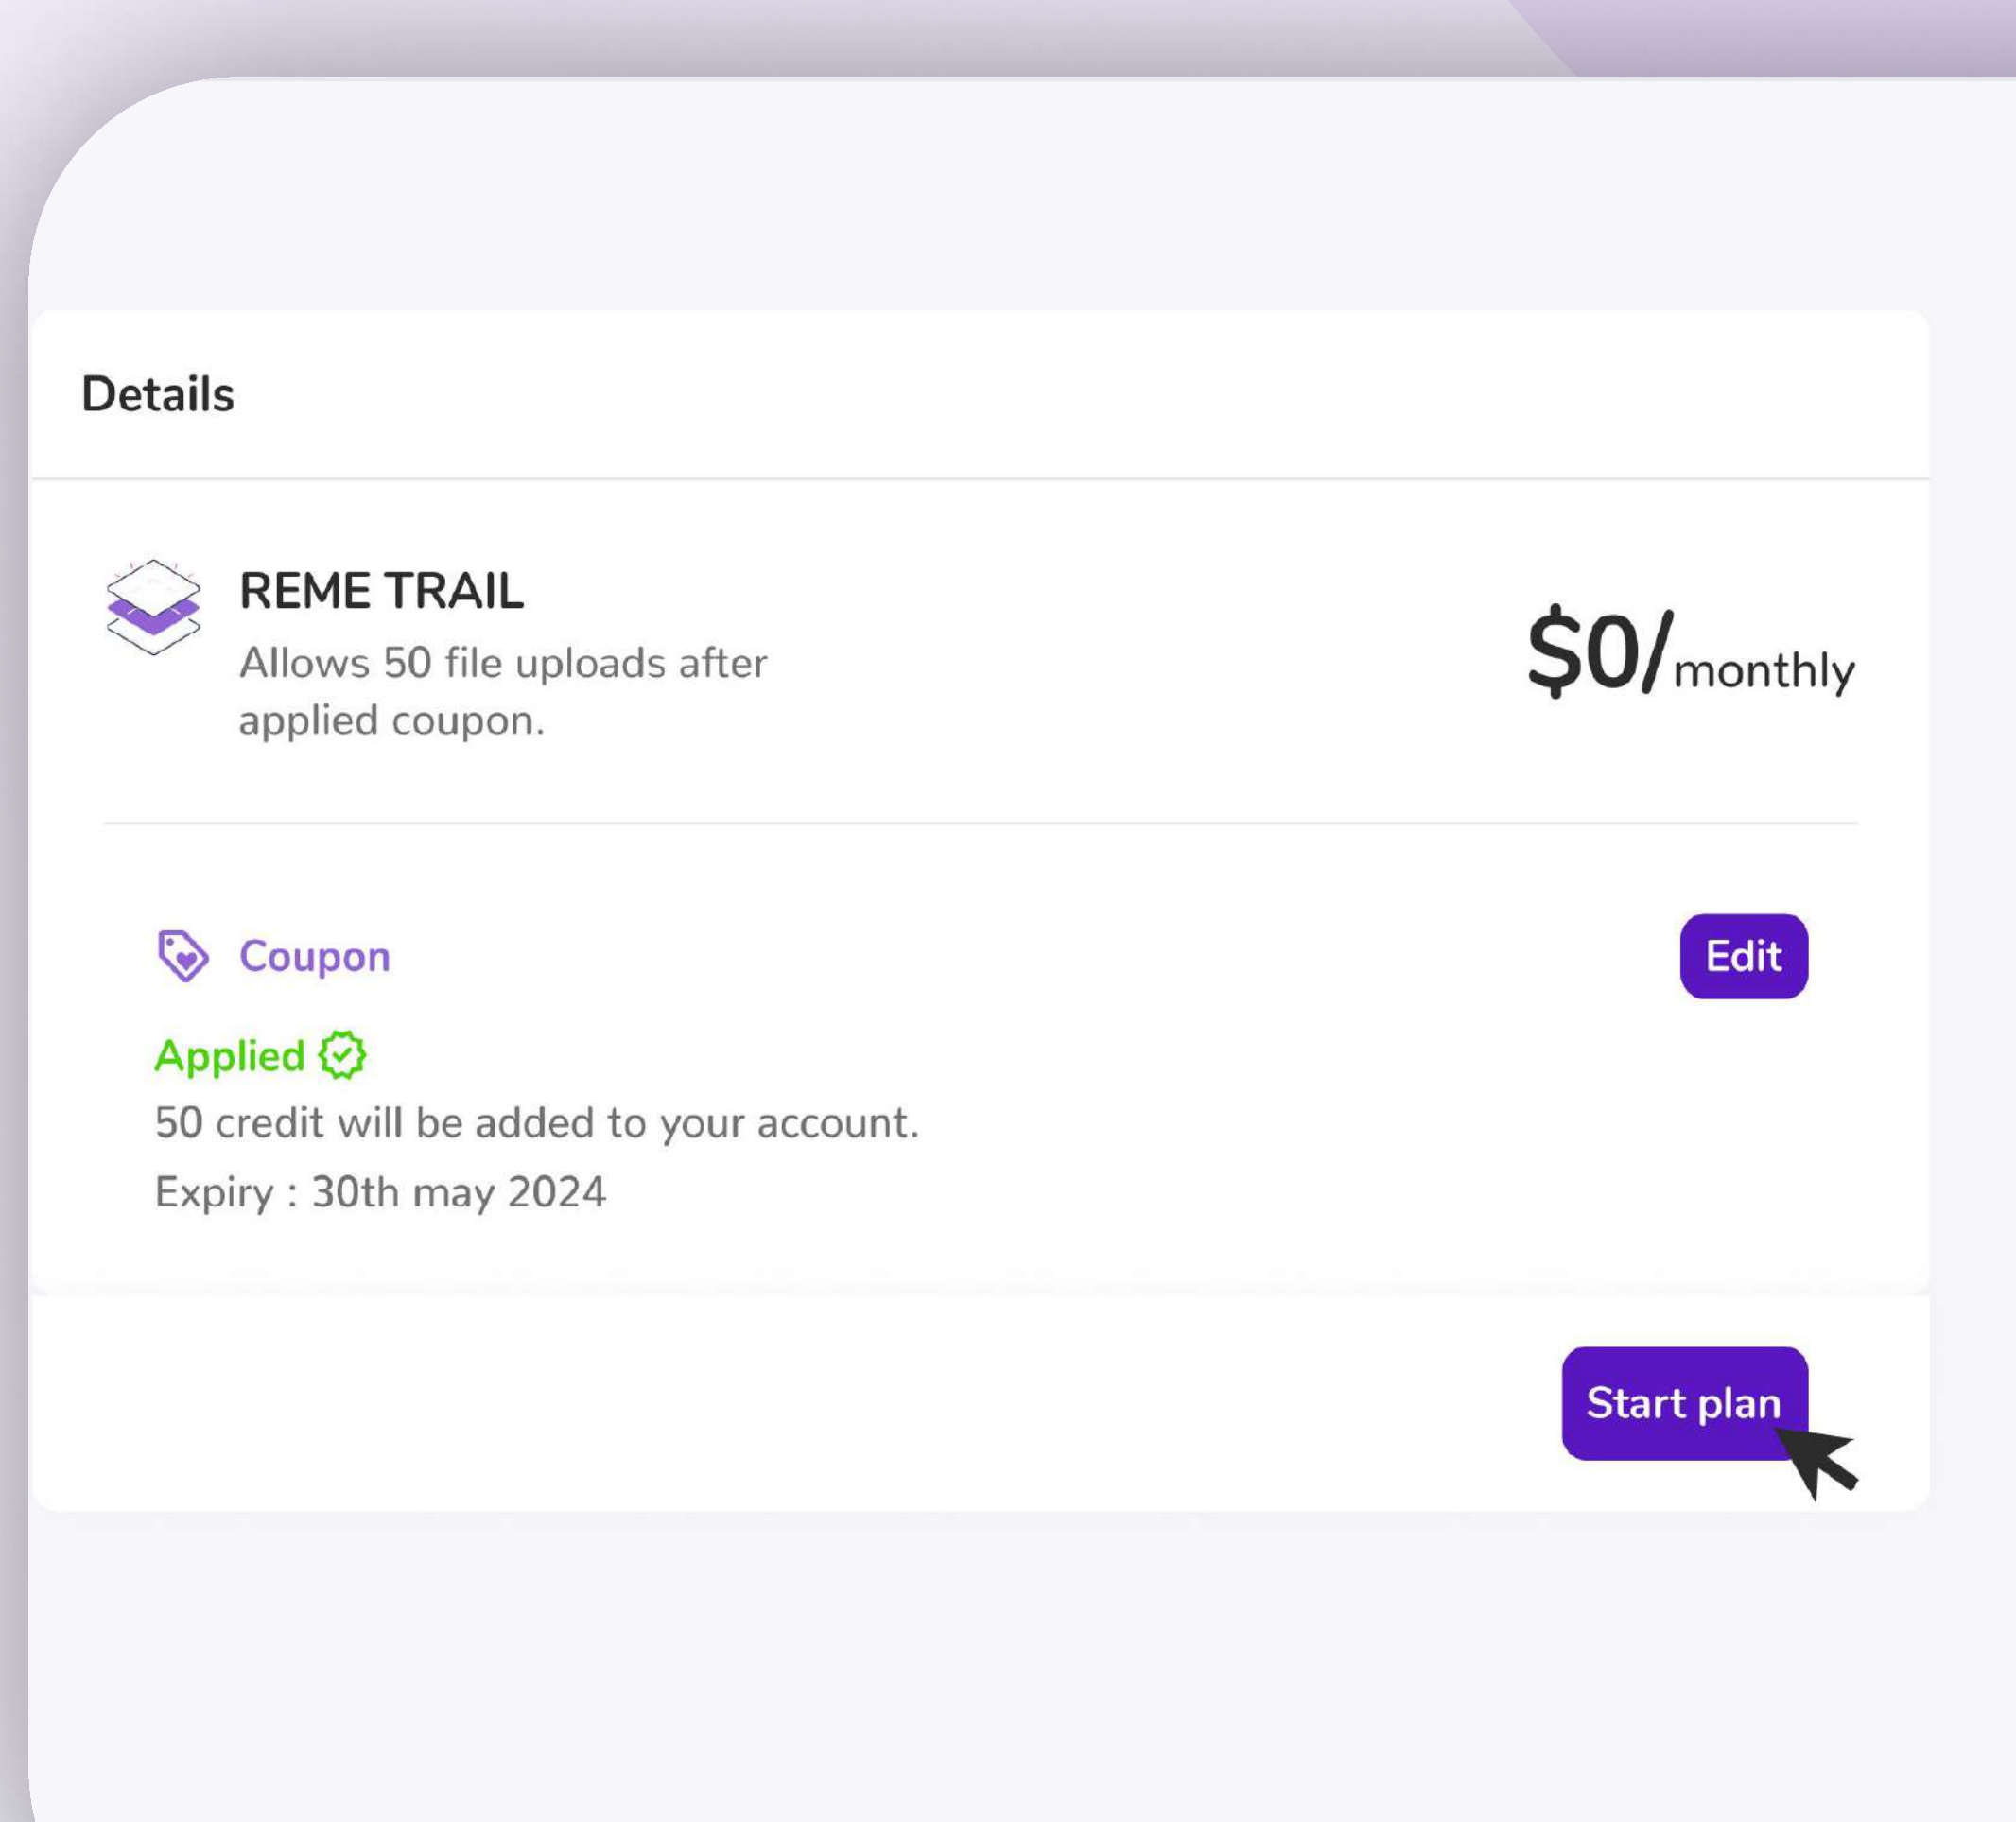 Details
REME TRAIL
Allows 50 file uploads after
applied coupon.
$0/monthly
Coupon
Edit
Applied
50 credit will be added to your account.
Expiry : 30th may 2024
Start plan